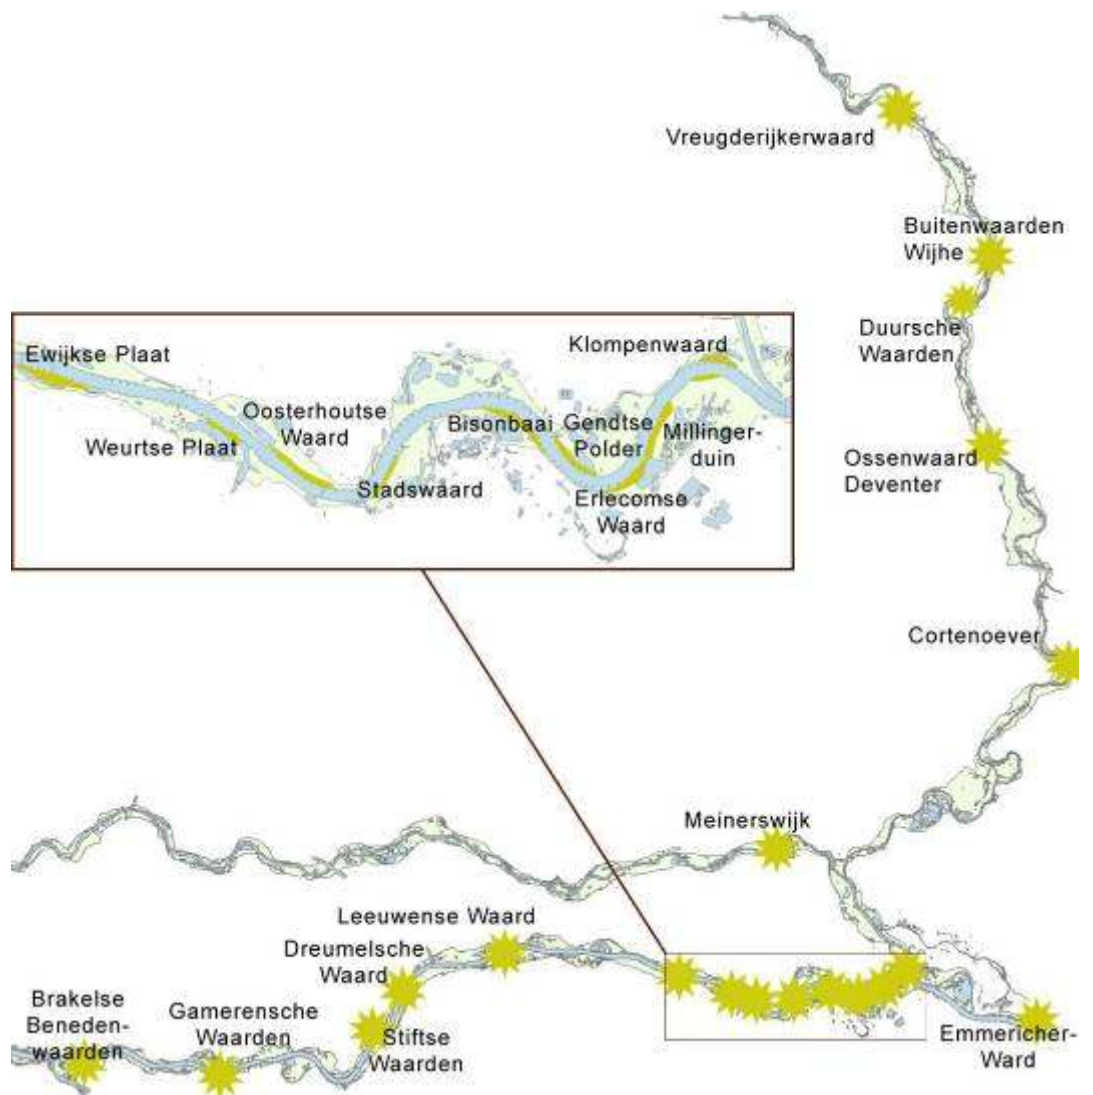 Vreugderijkerwaard
Buitenwaarden
Wijhe
Duursche
Waarden
Klompenwaard
Ewijkse Plaat
Oosterhoutse
Waard
Bisonbaai
Gendtse
Polder
Millinger-
duin
Weurtse Plaat
Stadswaard
Erlecomse
Waard
Ossenwaard
Deventer
Cortenoever
Meinerswijk
Leeuwense Waard
Dreumelsche
Waard
Brakelse
Beneden-
waarden
Gamerensche
Waarden
Stiftse
Waarden
Emmericher-
Ward